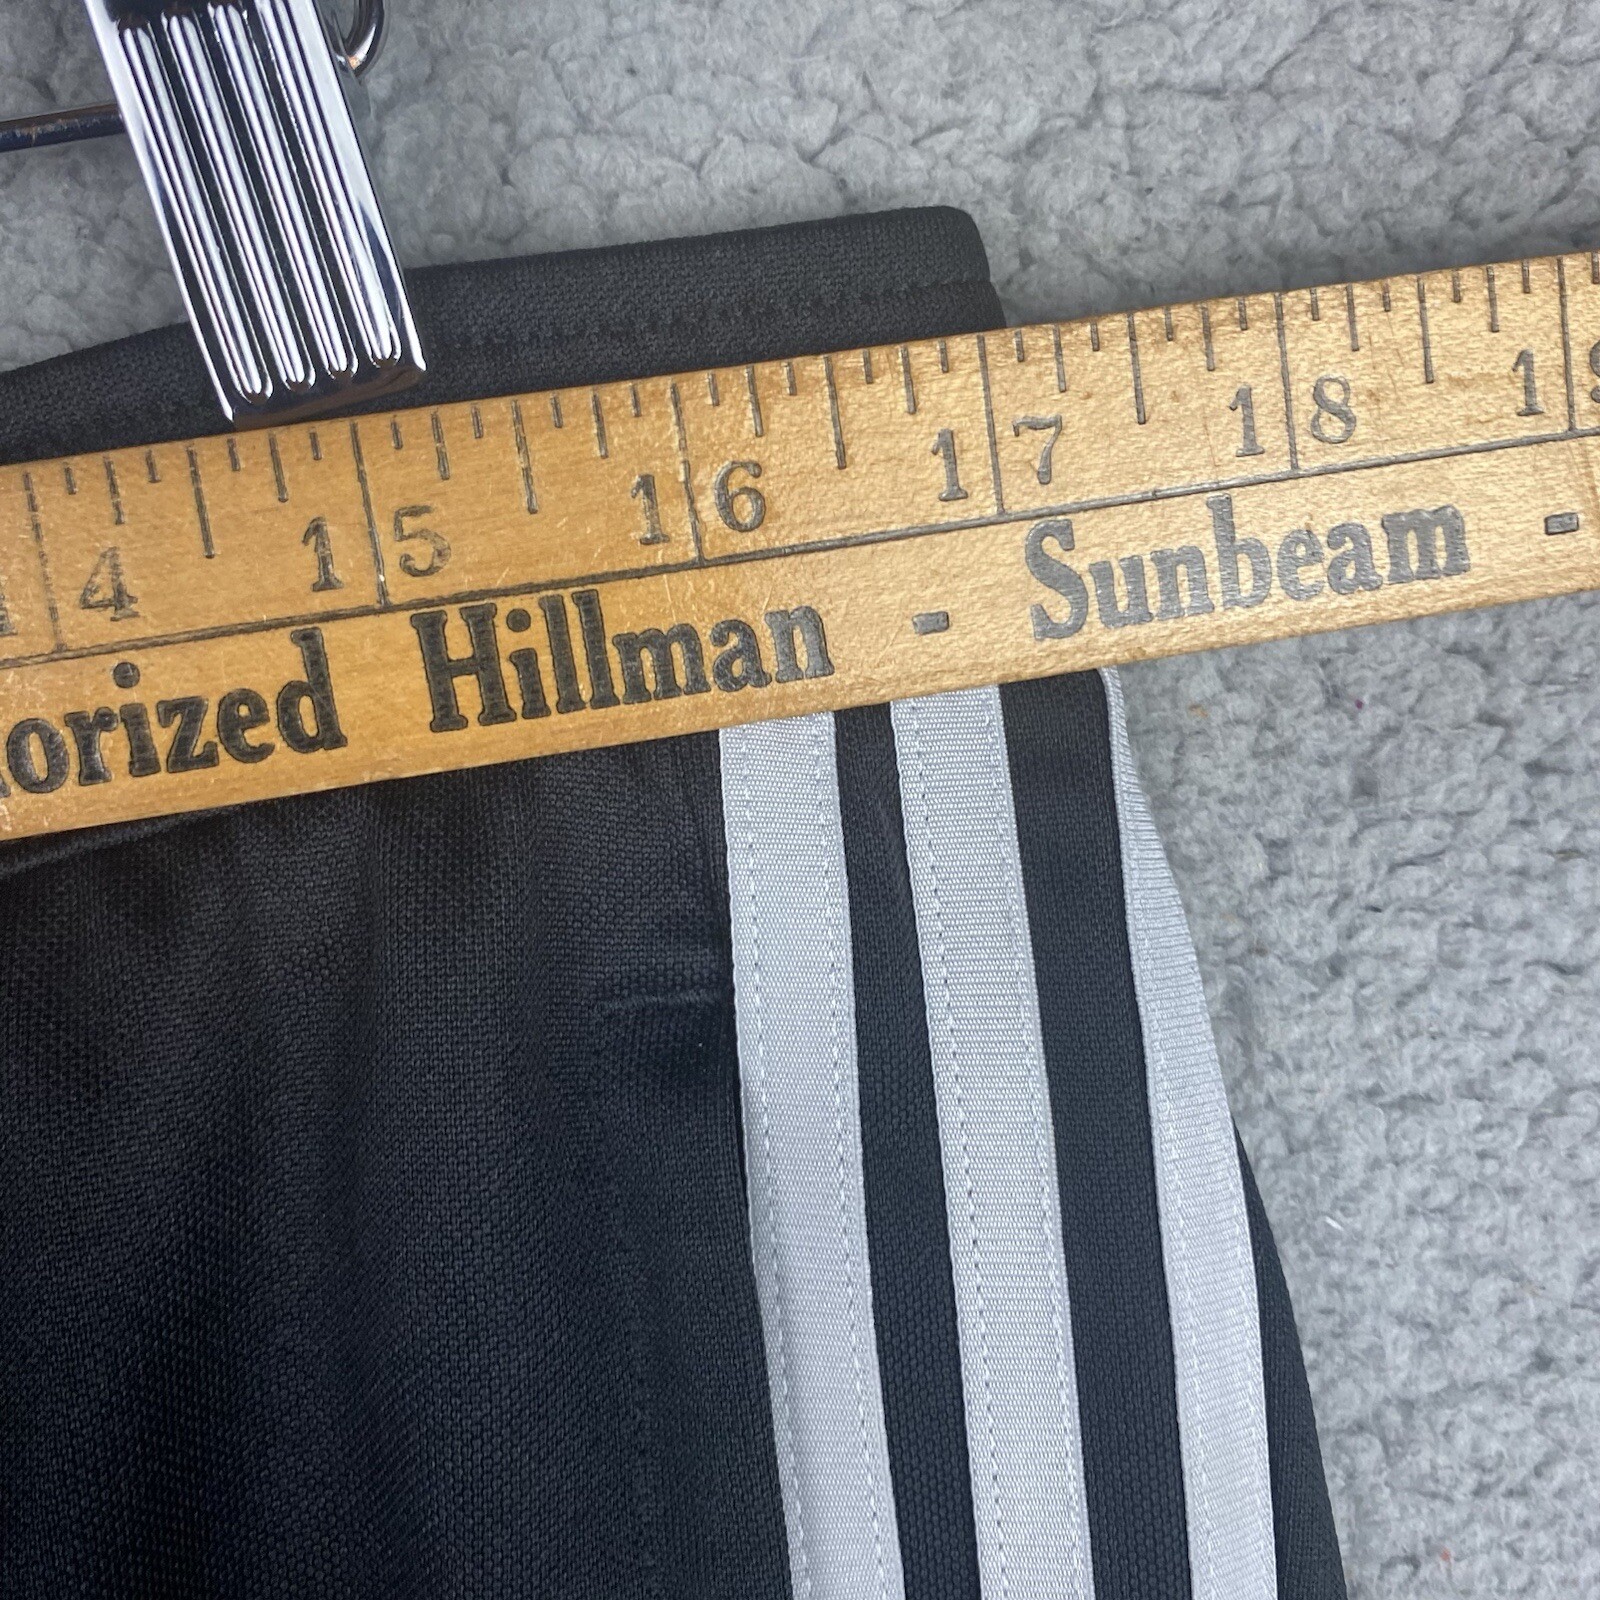 14 15 16 17 18 19
orized Hillman - Sunbeam -